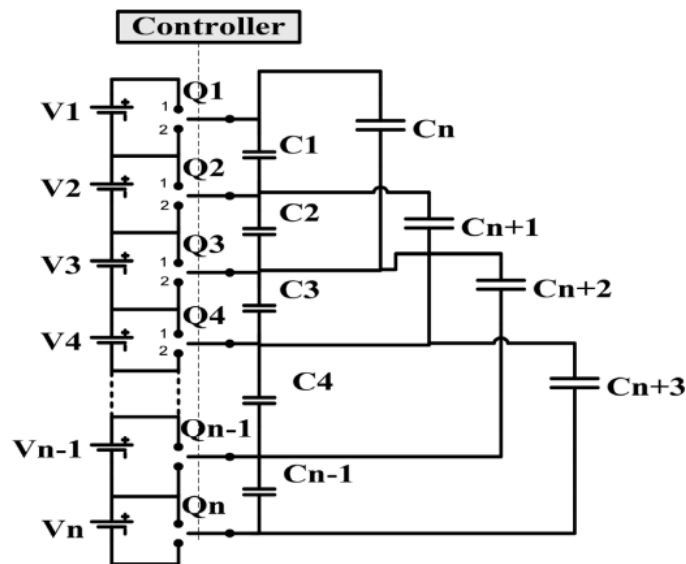 Controller
Q1
V1
1
2
C1
Cn
Q2
V2
1
2
C2
Cn+1
Q3
V3
1
2
C3
Cn+2
Q4
V4
1
2
C4
Cn+3
Qn-1
Vn-1
Cn-1
Qn
Vn